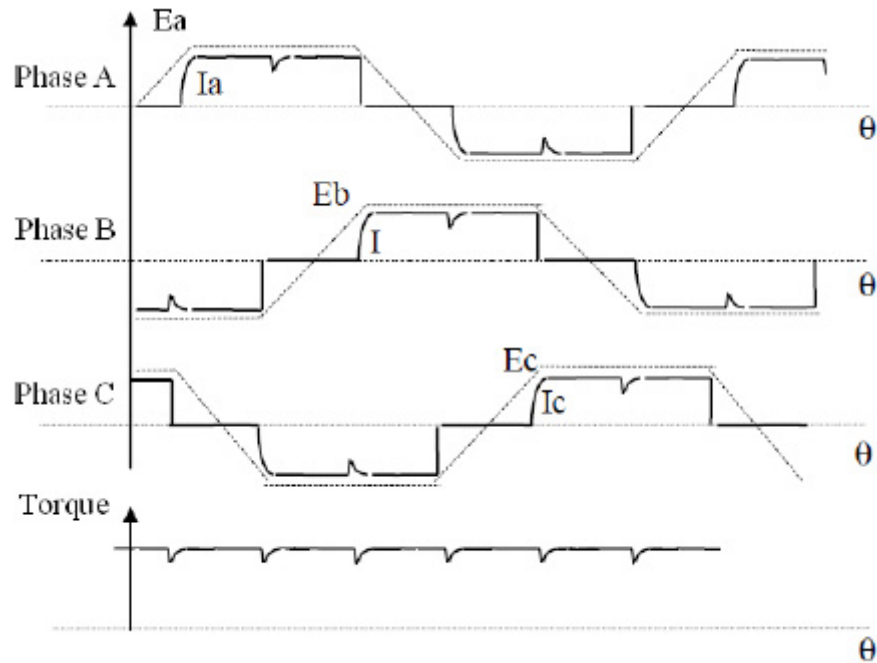 Ea
Phase A
Ia
θ
Eb
Phase B
I
θ
Ec
Phase C
Ic
θ
Torque
θ